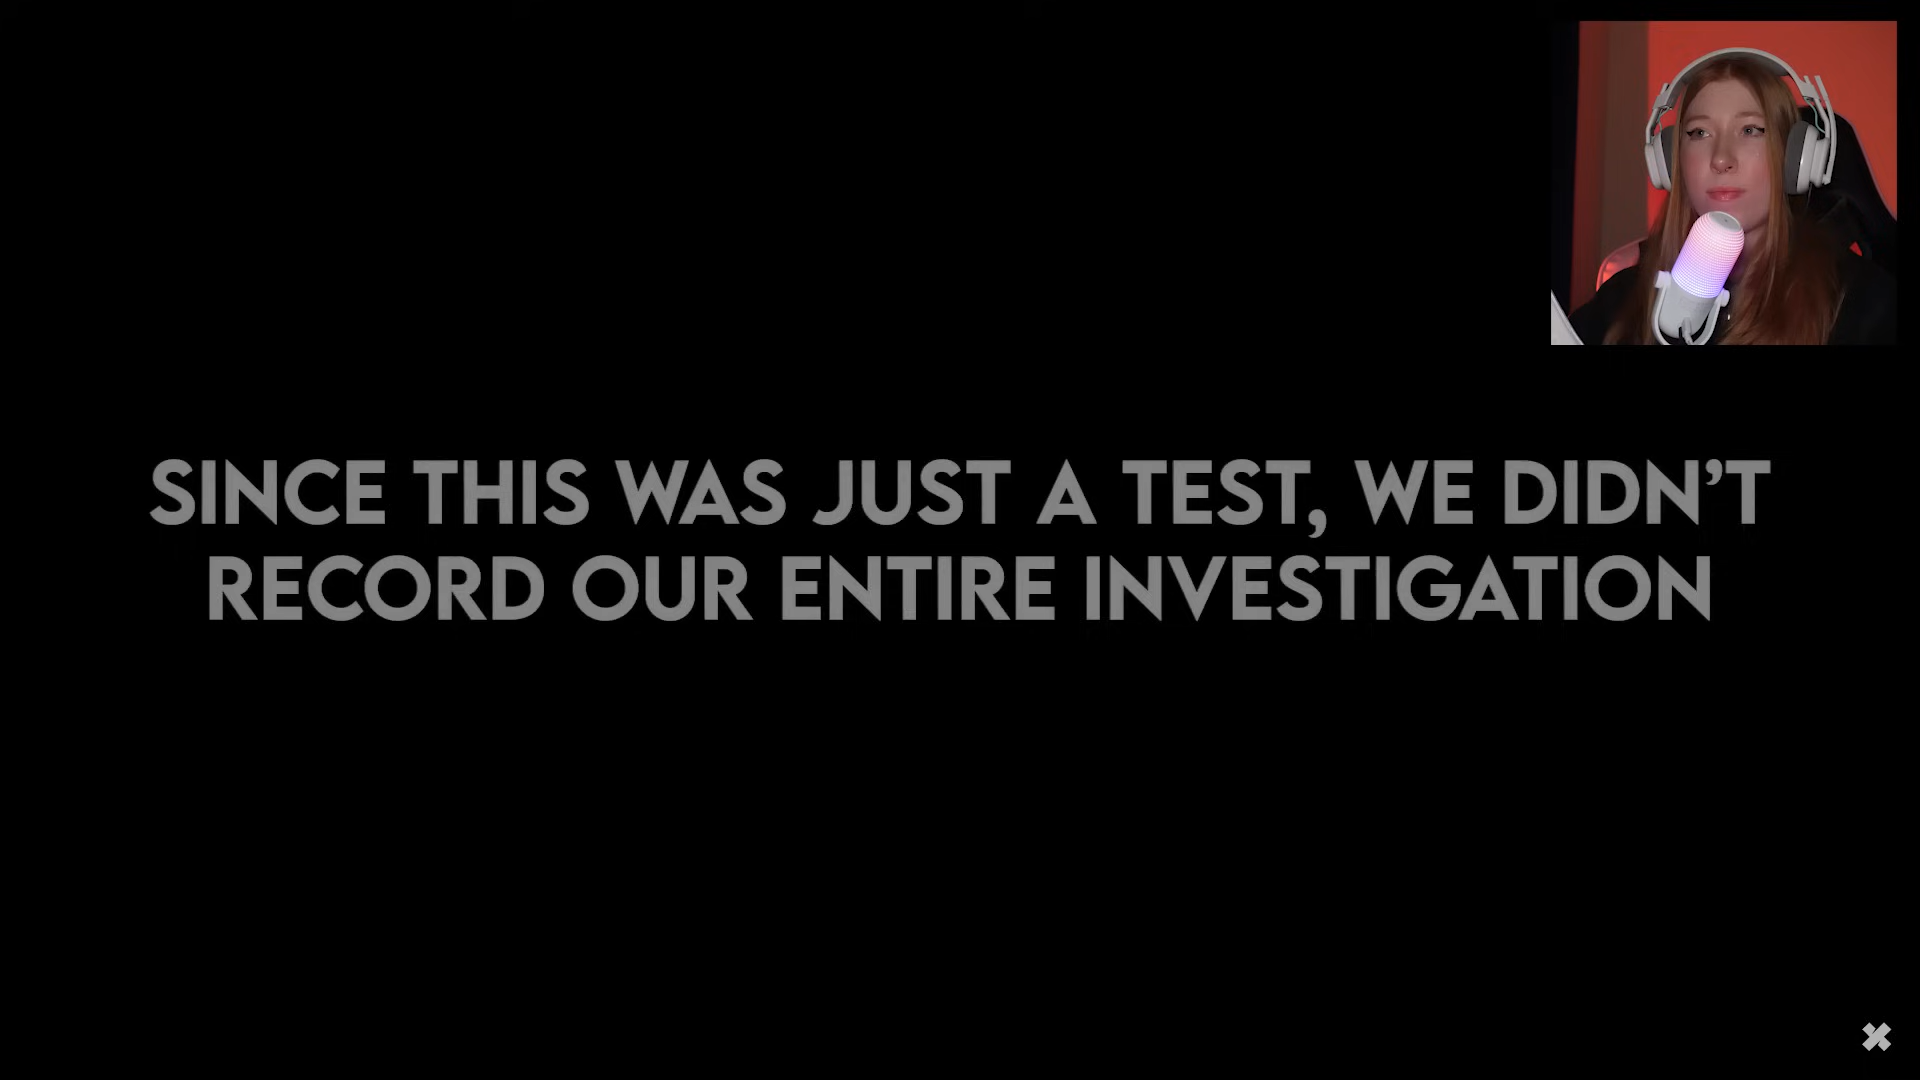 SINCE THIS WAS JUST A TEST, WE DIDN'T
RECORD OUR ENTIRE INVESTIGATION